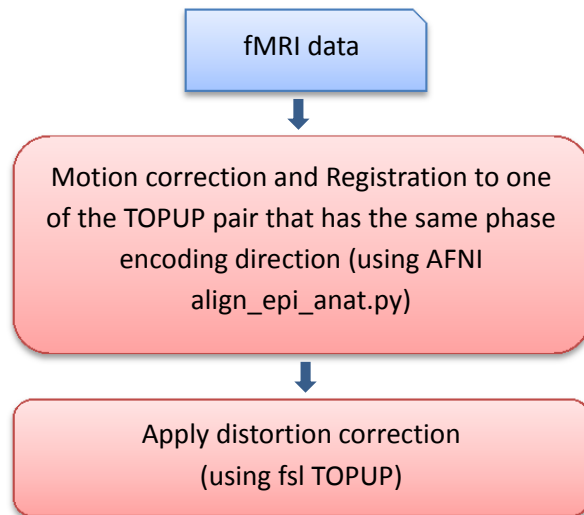 fMRI data
Motion correction and Registration to one
of the TOPUP pair that has the same phase
encoding direction (using AFNI
align_epi_anat.py)
Apply distortion correction
(using fsl TOPUP)